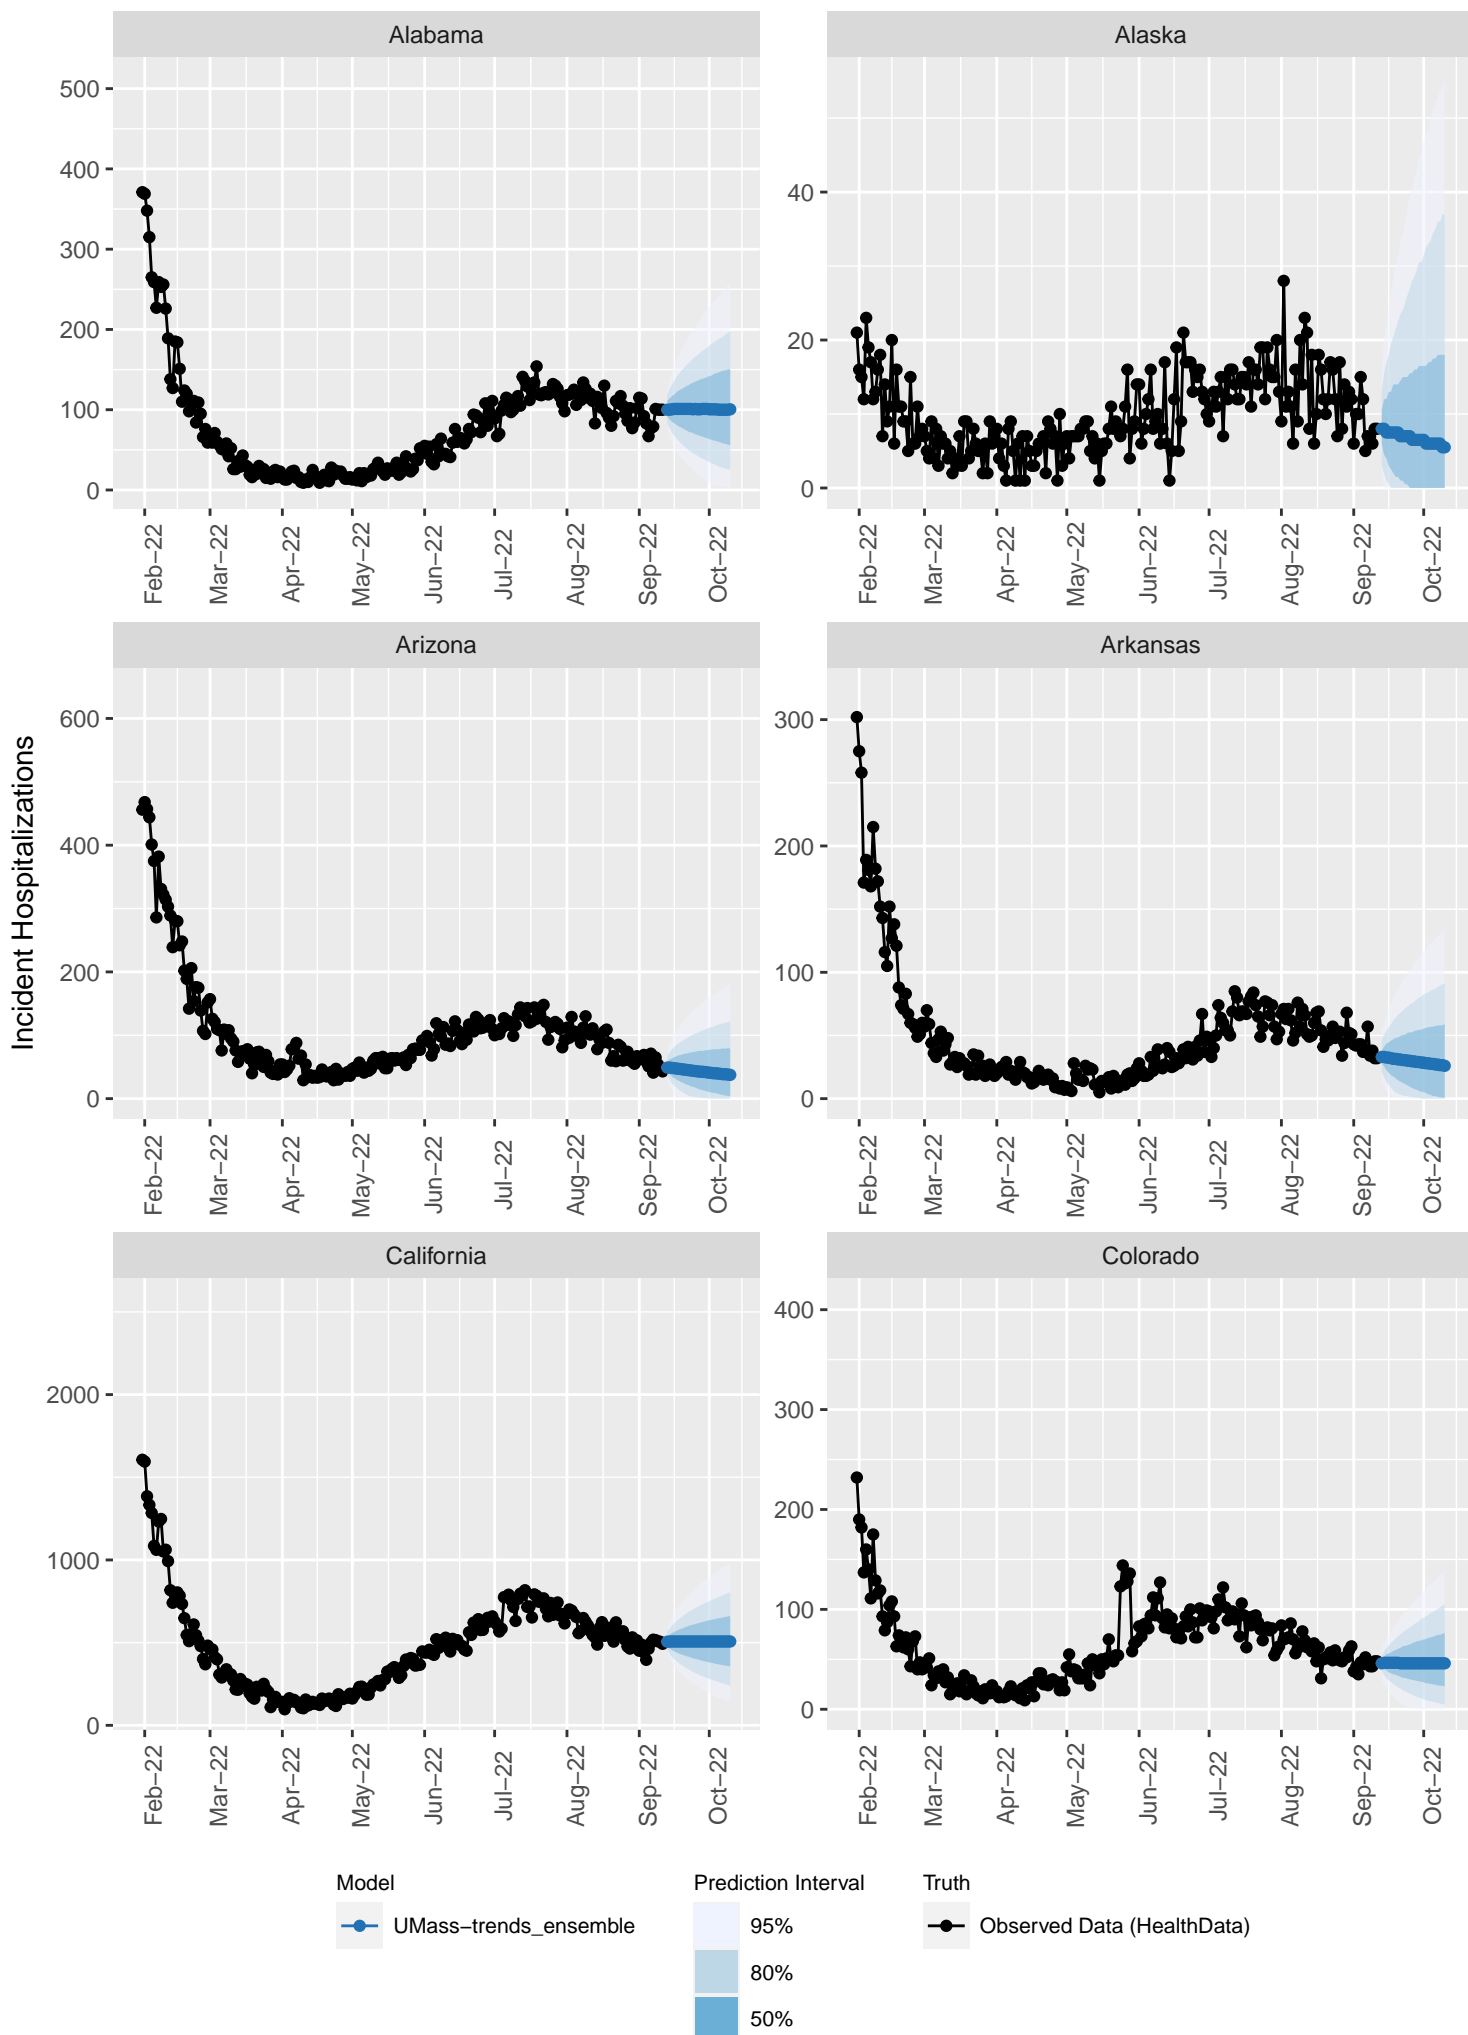 Alabama
Alaska
500
400
300
200
100
0
40
20
0
Feb−22
Mar−22
Apr−22
May−22
Jun−22
Jul−22
Aug−22
Sep−22
Oct−22
Feb−22
Mar−22
Apr−22
May−22
Jun−22
Jul−22
Aug−22
Sep−22
Oct−22
Incident Hospitalizations
Arizona
Arkansas
600
400
200
0
300
200
100
0
Feb−22
Mar−22
Apr−22
May−22
Jun−22
Jul−22
Aug−22
Sep−22
Oct−22
Feb−22
Mar−22
Apr−22
May−22
Jun−22
Jul−22
Aug−22
Sep−22
Oct−22
California
Colorado
2000
1000
0
400
300
200
100
0
Feb−22
Mar−22
Apr−22
May−22
Jun−22
Jul−22
Aug−22
Sep−22
Oct−22
Feb−22
Mar−22
Apr−22
May−22
Jun−22
Jul−22
Aug−22
Sep−22
Oct−22
Model
UMass−trends_ensemble
Prediction Interval
95%
80%
50%
Truth
Observed Data (HealthData)